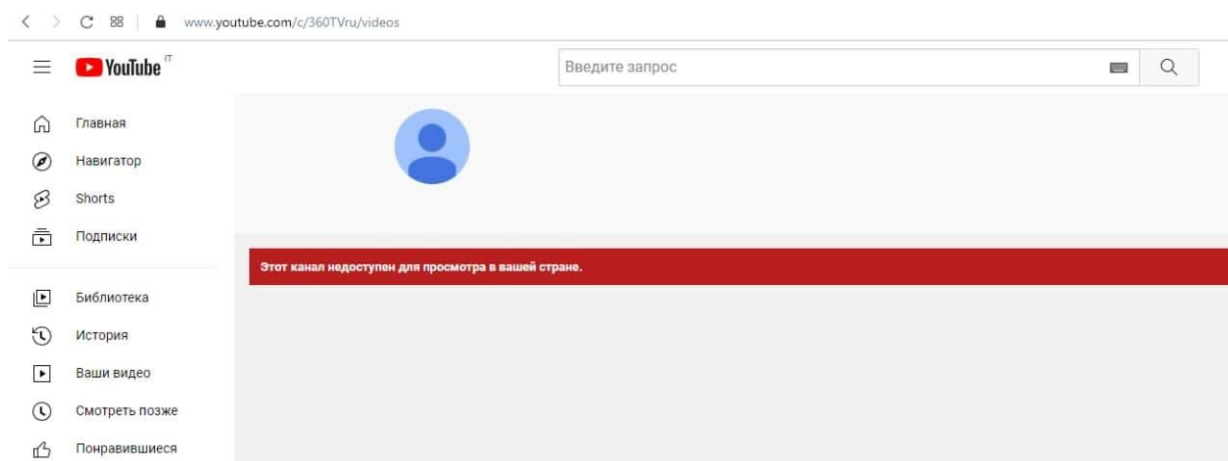 www.youtube.com/c/360TVru/videos
YouTube IT
Введите запрос
Главная
Навигатор
Shorts
Подписки
Этот канал недоступен для просмотра в вашей стране.
Библиотека
История
Ваши видео
Смотреть позже
Понравившиеся